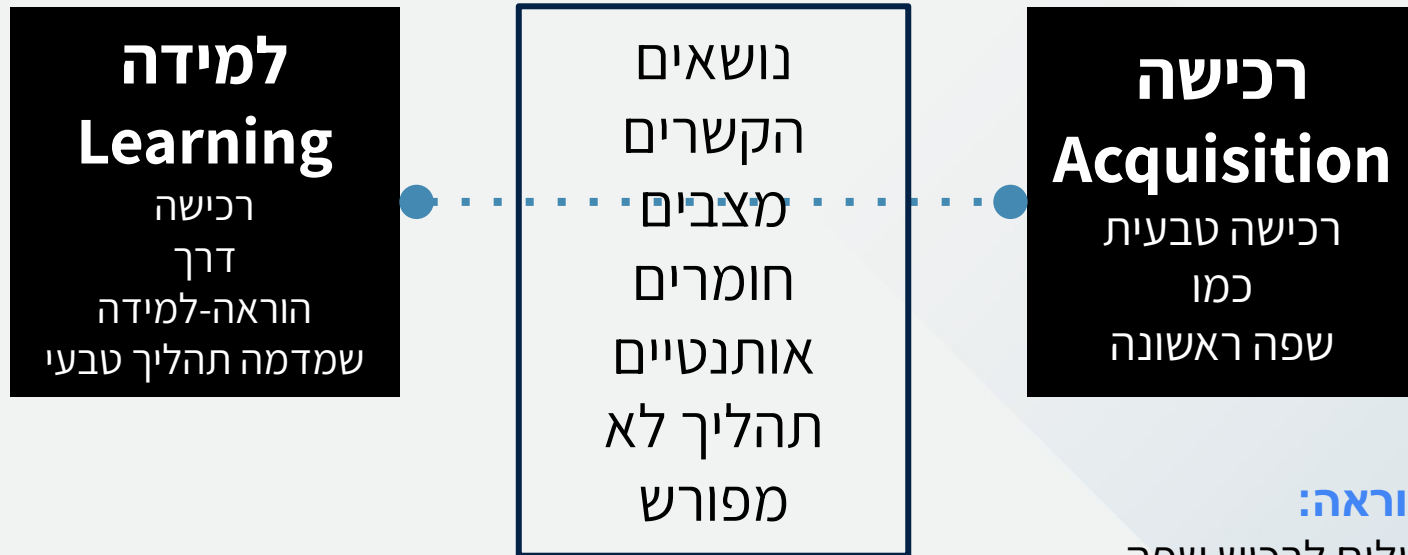 רכישה
Acquisition
רכישה טבעית
כמו
שפה ראשונה
נושאים
הקשרים
מצבים
חומרים
אותנטיים
תהליך לא
מפורש
למידה
Learning
רכישה
דרך
הוראה-למידה
שמדמה תהליך טבעי
וראה: